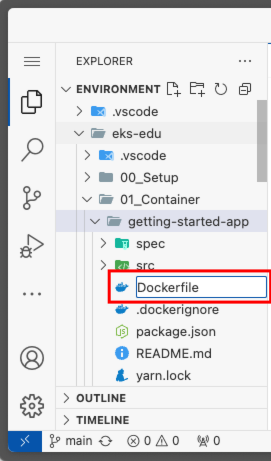 EXPLORER
ENVIRONMENT
.vscode
eks-edu
.vscode
00_Setup
01_Container
getting-started-app
spec
src
Dockerfile
.dockerignore
package.json
README.md
yarn.lock
OUTLINE
TIMELINE
main 0 0 0